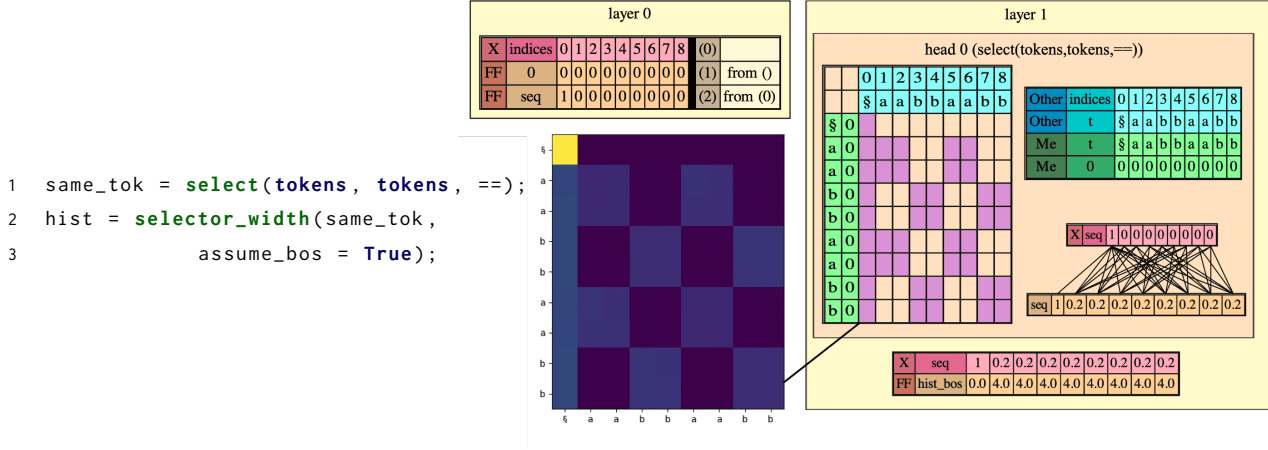 1 same_tok = select(tokens, tokens, ==);
2 hist = selector_width(same_tok,
3 assume_bos = True);
layer 0
X indices 0 1 2 3 4 5 6 7 8 (0)
FF 0 0 0 0 0 0 0 0 0 0 (1) from ()
FF seq 1 0 0 0 0 0 0 0 0 (2) from (0)
§ a a b b a a b b
§
a
a
b
b
a
a
b
b
layer 1
head 0 (select(tokens,tokens,==))
0 1 2 3 4 5 6 7 8
§ a a b b a a b b
§ 0
a 0
a 0
b 0
b 0
a 0
a 0
b 0
b 0
Other indices 0 1 2 3 4 5 6 7 8
Other t § a a b b a a b b
Me t § a a b b a a b b
Me 0 0 0 0 0 0 0 0 0 0
X seq 1 0 0 0 0 0 0 0 0
seq 1 0.2 0.2 0.2 0.2 0.2 0.2 0.2 0.2
X seq 1 0.2 0.2 0.2 0.2 0.2 0.2 0.2 0.2
FF hist_bos 0.0 4.0 4.0 4.0 4.0 4.0 4.0 4.0 4.0